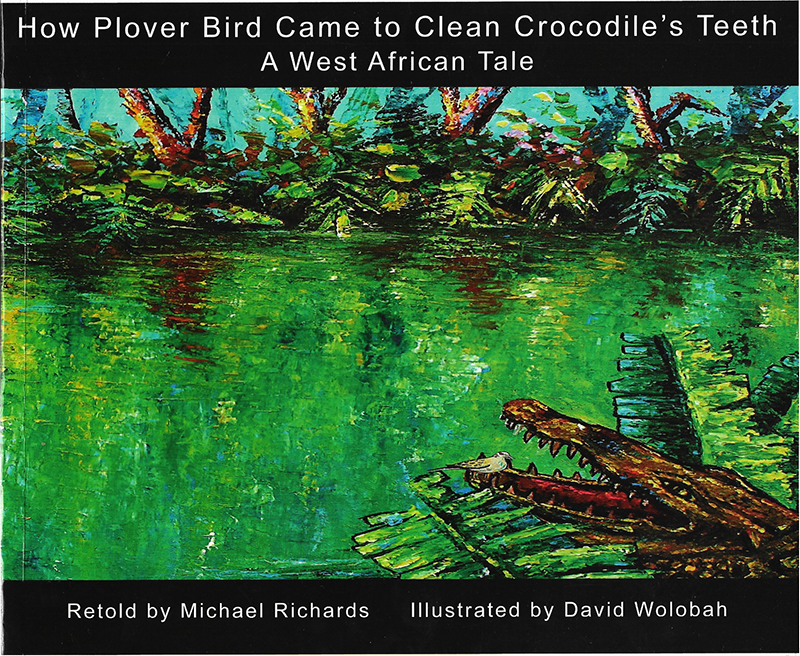 How Plover Bird Came to Clean Crocodile's Teeth
A West African Tale
Retold by Michael Richards Illustrated by David Wolobah